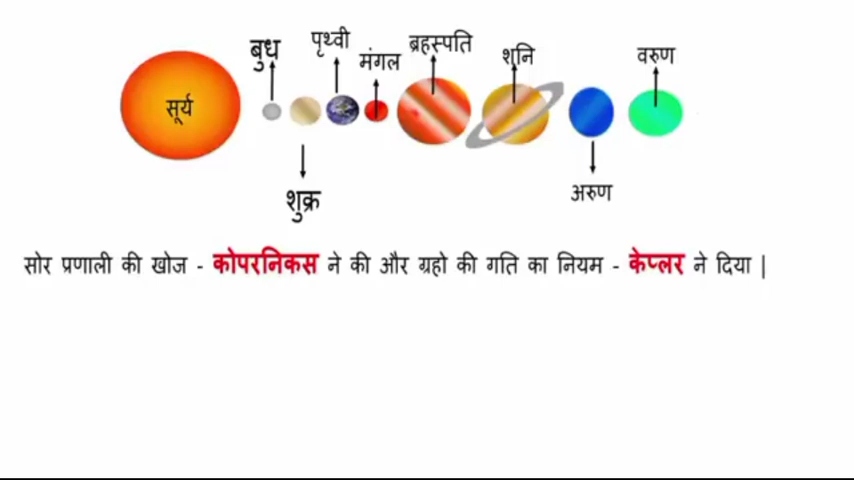 बुध
पृथ्वी
मंगल
ब्रहस्पति
शनि
वरुण
सूर्य
शुक्र
अरुण
सोर प्रणाली की खोज - कोपरनिकस ने की और ग्रहो की गति का नियम - केप्लर ने दिया |